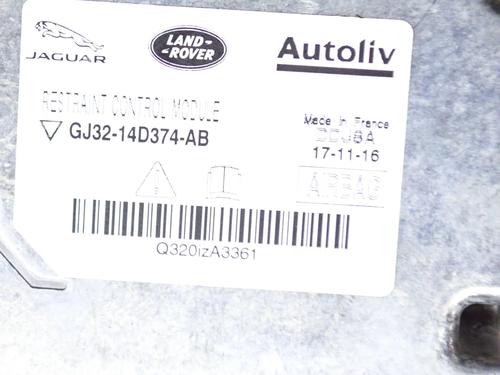 JAGUAR
LAND-
ROVER
Autoliv
RESTRAINT CONTROL MODULE
GJ32-14D374-AB
Made in France
17-11-16
AIRBAG
Q320izA3361